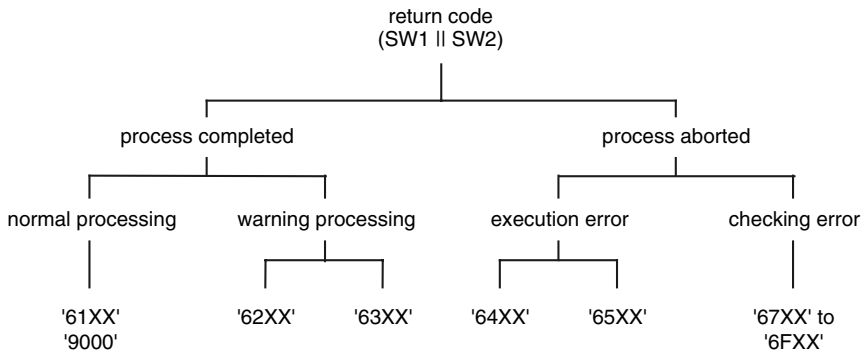 return code
(SW1 || SW2)
process completed
process aborted
normal processing
warning processing
execution error
checking error
'61XX'
'9000'
'62XX'
'63XX'
'64XX'
'65XX'
'67XX' to
'6FXX'